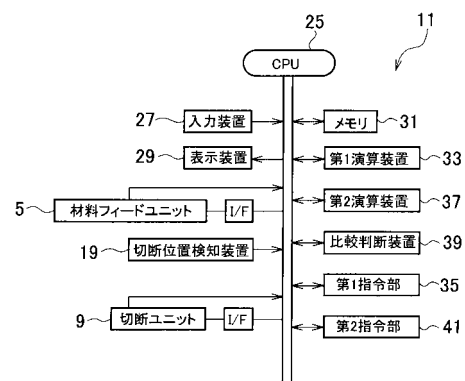 25
11
CPU
27 入力装置 メモリ 31
29 表示装置 第1演算装置 33
5 材料フィードユニット I/F 第2演算装置 37
19 切断位置検知装置 比較判断装置 39
第1指令部 35
9 切断ユニット I/F 第2指令部 41